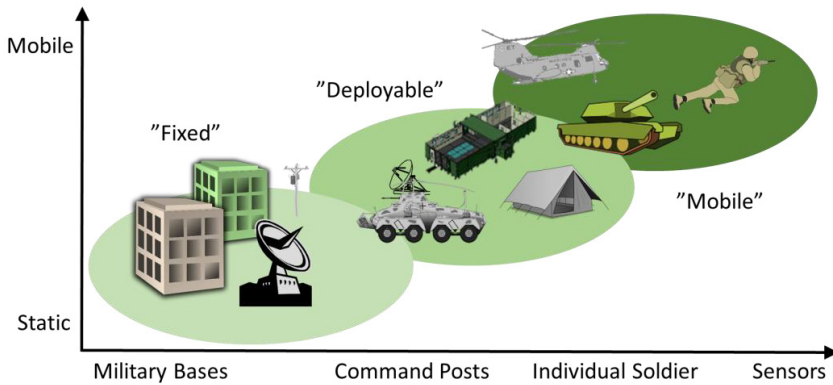 Mobile
”Deployable”
”Fixed”
”Mobile”
Static
Military Bases
Command Posts
Individual Soldier
Sensors